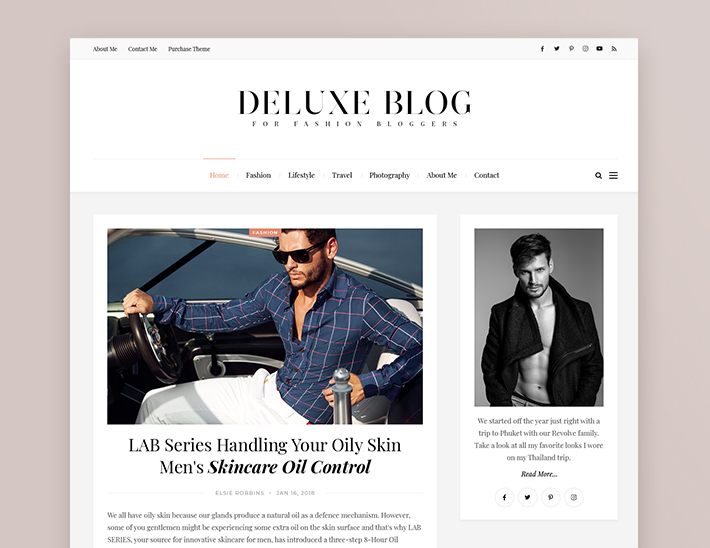 About Me Contact Me Purchase Theme
DELUXE BLOG
FOR FASHION BLOGGERS
Home Fashion Lifestyle Travel Photography About Me Contact
FASHION
LAB Series Handling Your Oily Skin
Men's Skincare Oil Control
ELSIE ROBBINS • JAN 16, 2018
We all have oily skin because our glands produce a natural oil as a defence mechanism. However,
some of you gentlemen might be experiencing some extra oil on the skin surface and that's why LAB
SERIES, your source for innovative skincare for men, has introduced a three-step 8-Hour Oil
We started off the year just right with a
trip to Phuket with our Revolve family.
Take a look at all my favorite looks I wore
on my Thailand trip.
Read More...